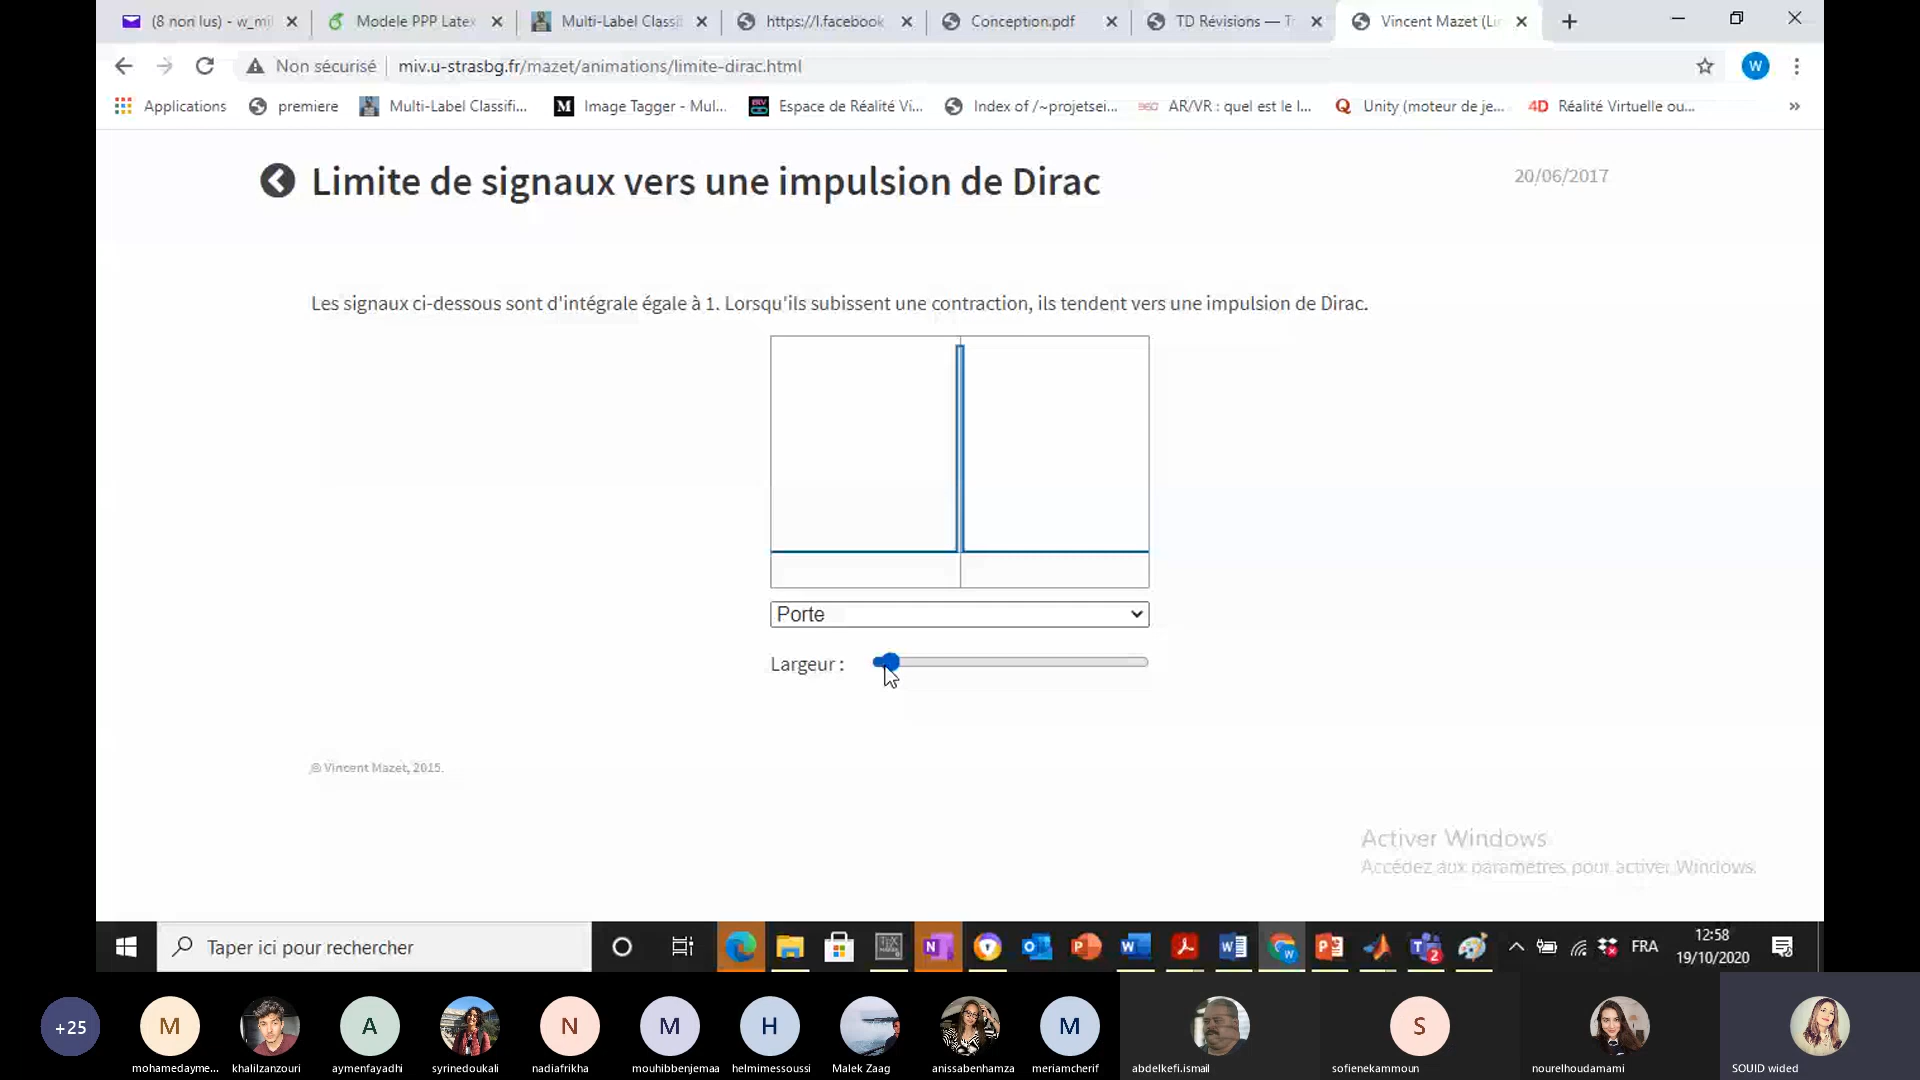 (8 non lus) - w_mi
Modele PPP Latex
Multi-Label Classi
https://l.facebook
Conception.pdf
TD Révisions — T
Vincent Mazet (Li
Non sécurisé
miv.u-strasbg.fr/mazet/animations/limite-dirac.html
W
Applications
premiere
Multi-Label Classifi...
M Image Tagger - Mul...
Espace de Réalité Vi...
Index of /~projetsei...
360 AR/VR : quel est le l...
Q Unity (moteur de je...
4D Réalité Virtuelle ou...
»
Limite de signaux vers une impulsion de Dirac
20/06/2017
Les signaux ci-dessous sont d'intégrale égale à 1. Lorsqu'ils subissent une contraction, ils tendent vers une impulsion de Dirac.
Porte
Largeur :
© Vincent Mazet, 2015.
Activer Windows
Accédez aux paramètres pour activer Windows.
Taper ici pour rechercher
FRA
12:58
19/10/2020
+25
M
A
N
M
H
M
S
mohamedayme...
khalilzanzouri
aymenfayadhi
syrinedoukali
nadiafrikha
mouhibbenjemaa
helmimessoussi
Malek Zaag
anissabenhamza
meriamcherif
abdelkefi.ismail
sofienekammoun
nourelhoudamami
SOUID wided